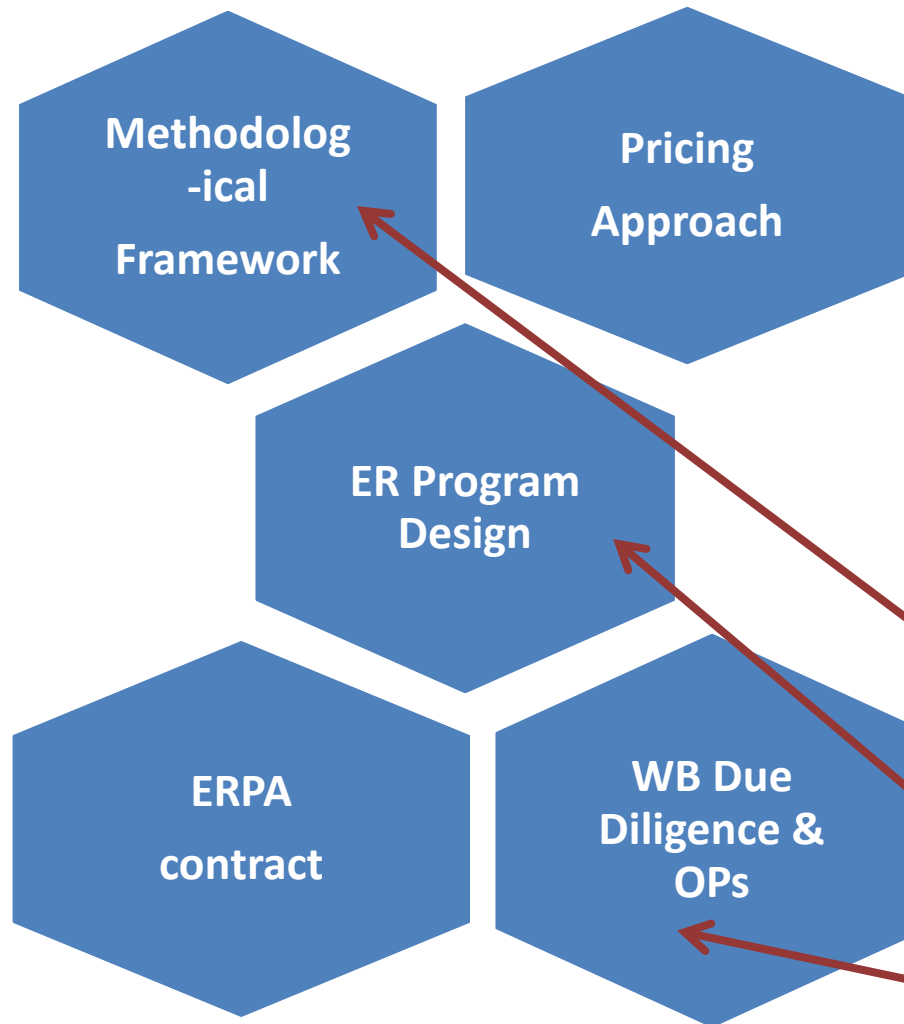 Methodolog
-ical
Framework
Pricing
Approach
ER Program
Design
ERPA
contract
WB Due
Diligence &
OPs